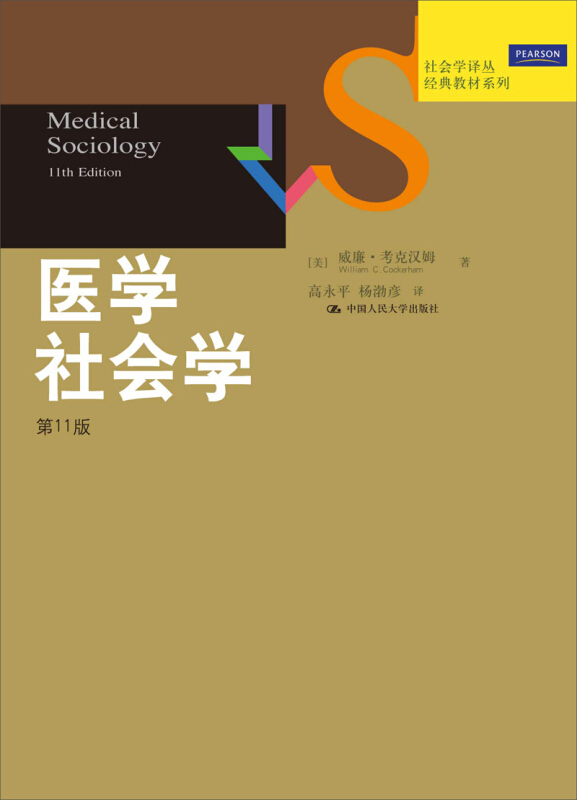 PEARSON
社会学译丛
经典教材系列
Medical
Sociology
11th Edition
[美] 威廉·考克汉姆 著
William C. Cockerham
高永平 杨渤彦 译
中国人民大学出版社
医学
社会学
第11版